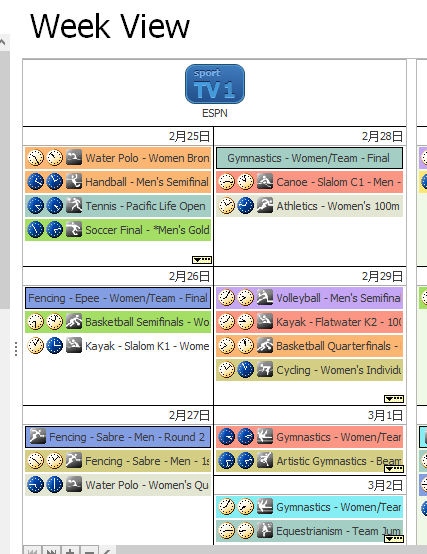 Week View
sport
TV 1
ESPN
2月25日
Water Polo - Women Bron
Handball - Men's Semifinal
Tennis - Pacific Life Open
Soccer Final - *Men's Gold
2月26日
Fencing - Epee - Women/Team - Final
Basketball Semifinals - Wo
Kayak - Slalom K1 - Wome
2月27日
Fencing - Sabre - Men - Round 2
Fencing - Sabre - Men - 1s
Water Polo - Women's Qu
2月28日
Gymnastics - Women/Team - Final
Canoe - Slalom C1 - Men -
Athletics - Women's 100m
2月29日
Volleyball - Men's Semifina
Kayak - Flatwater K2 - 100
Basketball Quarterfinals -
Cycling - Women's Individu
3月1日
Gymnastics - Women/Tear
Artistic Gymnastics - Beam
3月2日
Gymnastics - Women/Tear
Equestrianism - Team Jum